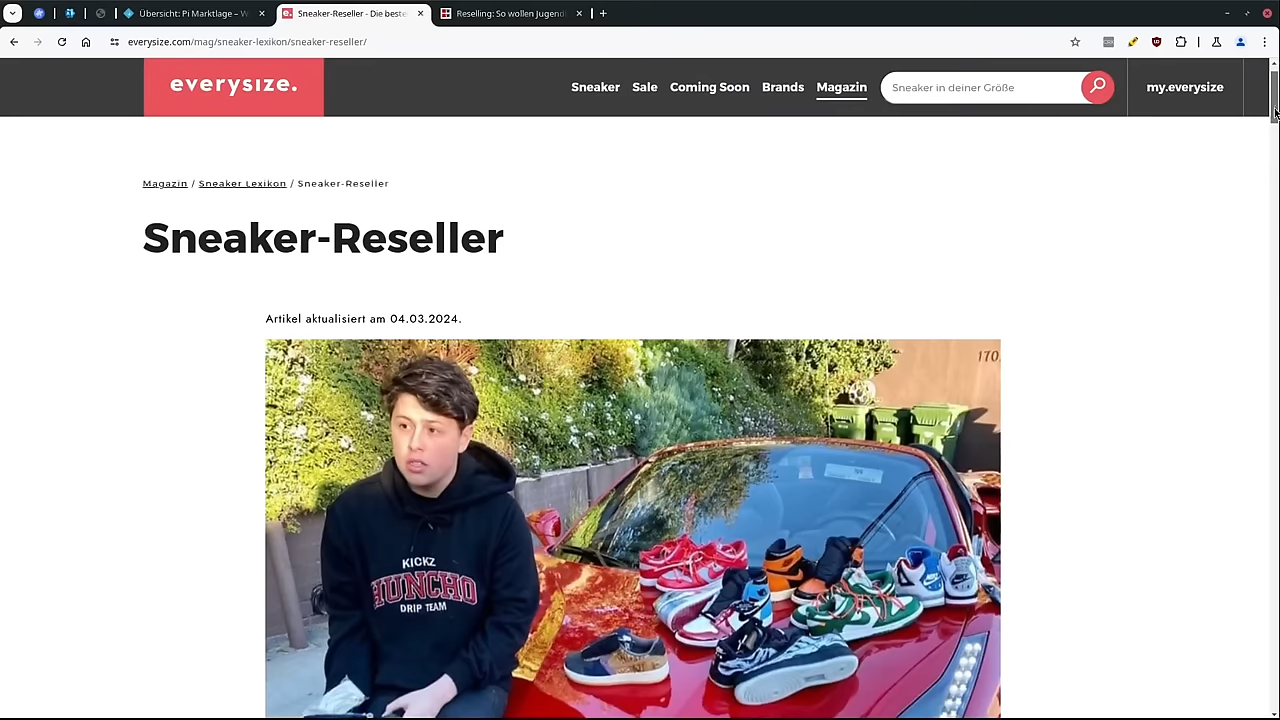 Übersicht: Pi Marktlage – W
Sneaker-Reseller - Die beste
Reselling: So wollen Jugend
everysize.com/mag/sneaker-lexikon/sneaker-reseller/
everysize.
Sneaker Sale Coming Soon Brands Magazin
Sneaker in deiner Größe
my.everysize
Magazin / Sneaker Lexikon / Sneaker-Reseller
Sneaker-Reseller
Artikel aktualisiert am 04.03.2024.
170
KICKZ
HUNCHO
DRIP TEAM